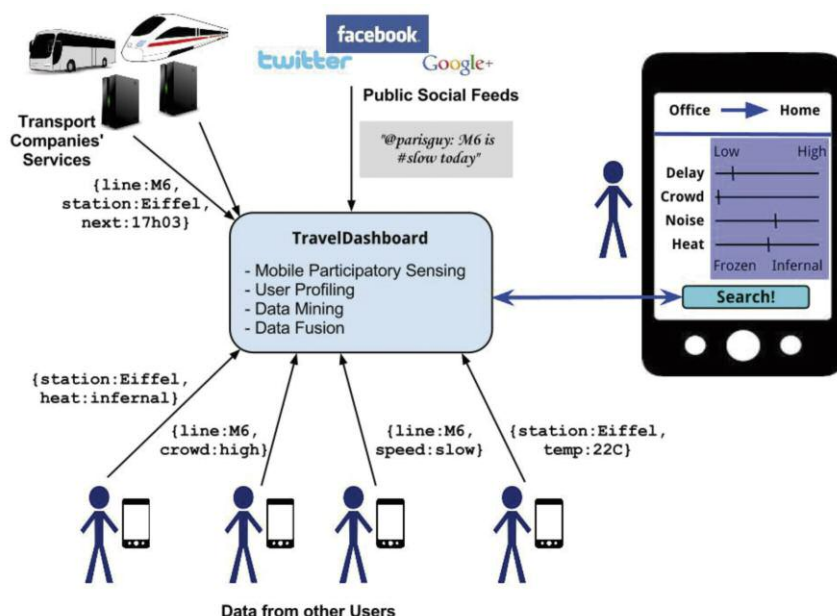 facebook
twitter
Google+
Public Social Feeds
Transport
Companies'
Services
"@parisguy: M6 is
#slow today"
{line:M6,
station:Eiffel,
next:17h03}
TravelDashboard
- Mobile Participatory Sensing
- User Profiling
- Data Mining
- Data Fusion
Office Home
Low High
Delay
Crowd
Noise
Heat
Frozen Infernal
Search!
{station:Eiffel,
heat:infernal}
{line:M6,
crowd:high}
{line:M6,
speed:slow}
{station:Eiffel,
temp:22C}
Data from other Users